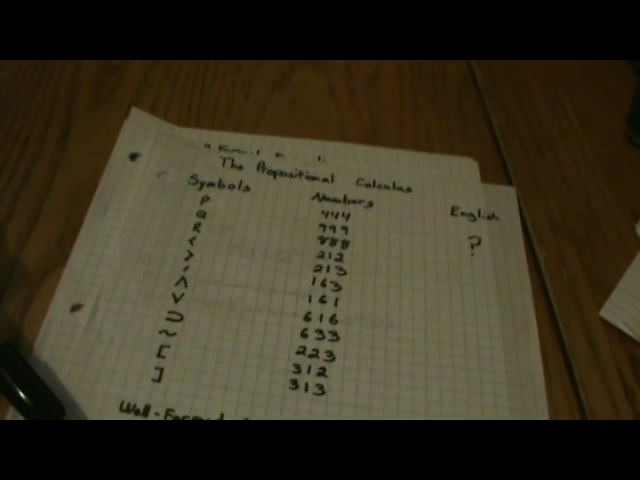 The Propositional Calculus
Symbols Numbers English
P 444 ?
Q 999
R 888
< 212
> 213
' 163
∧ 161
∨ 616
⊃ 633
~ 223
[ 312
] 313
Well-Formed